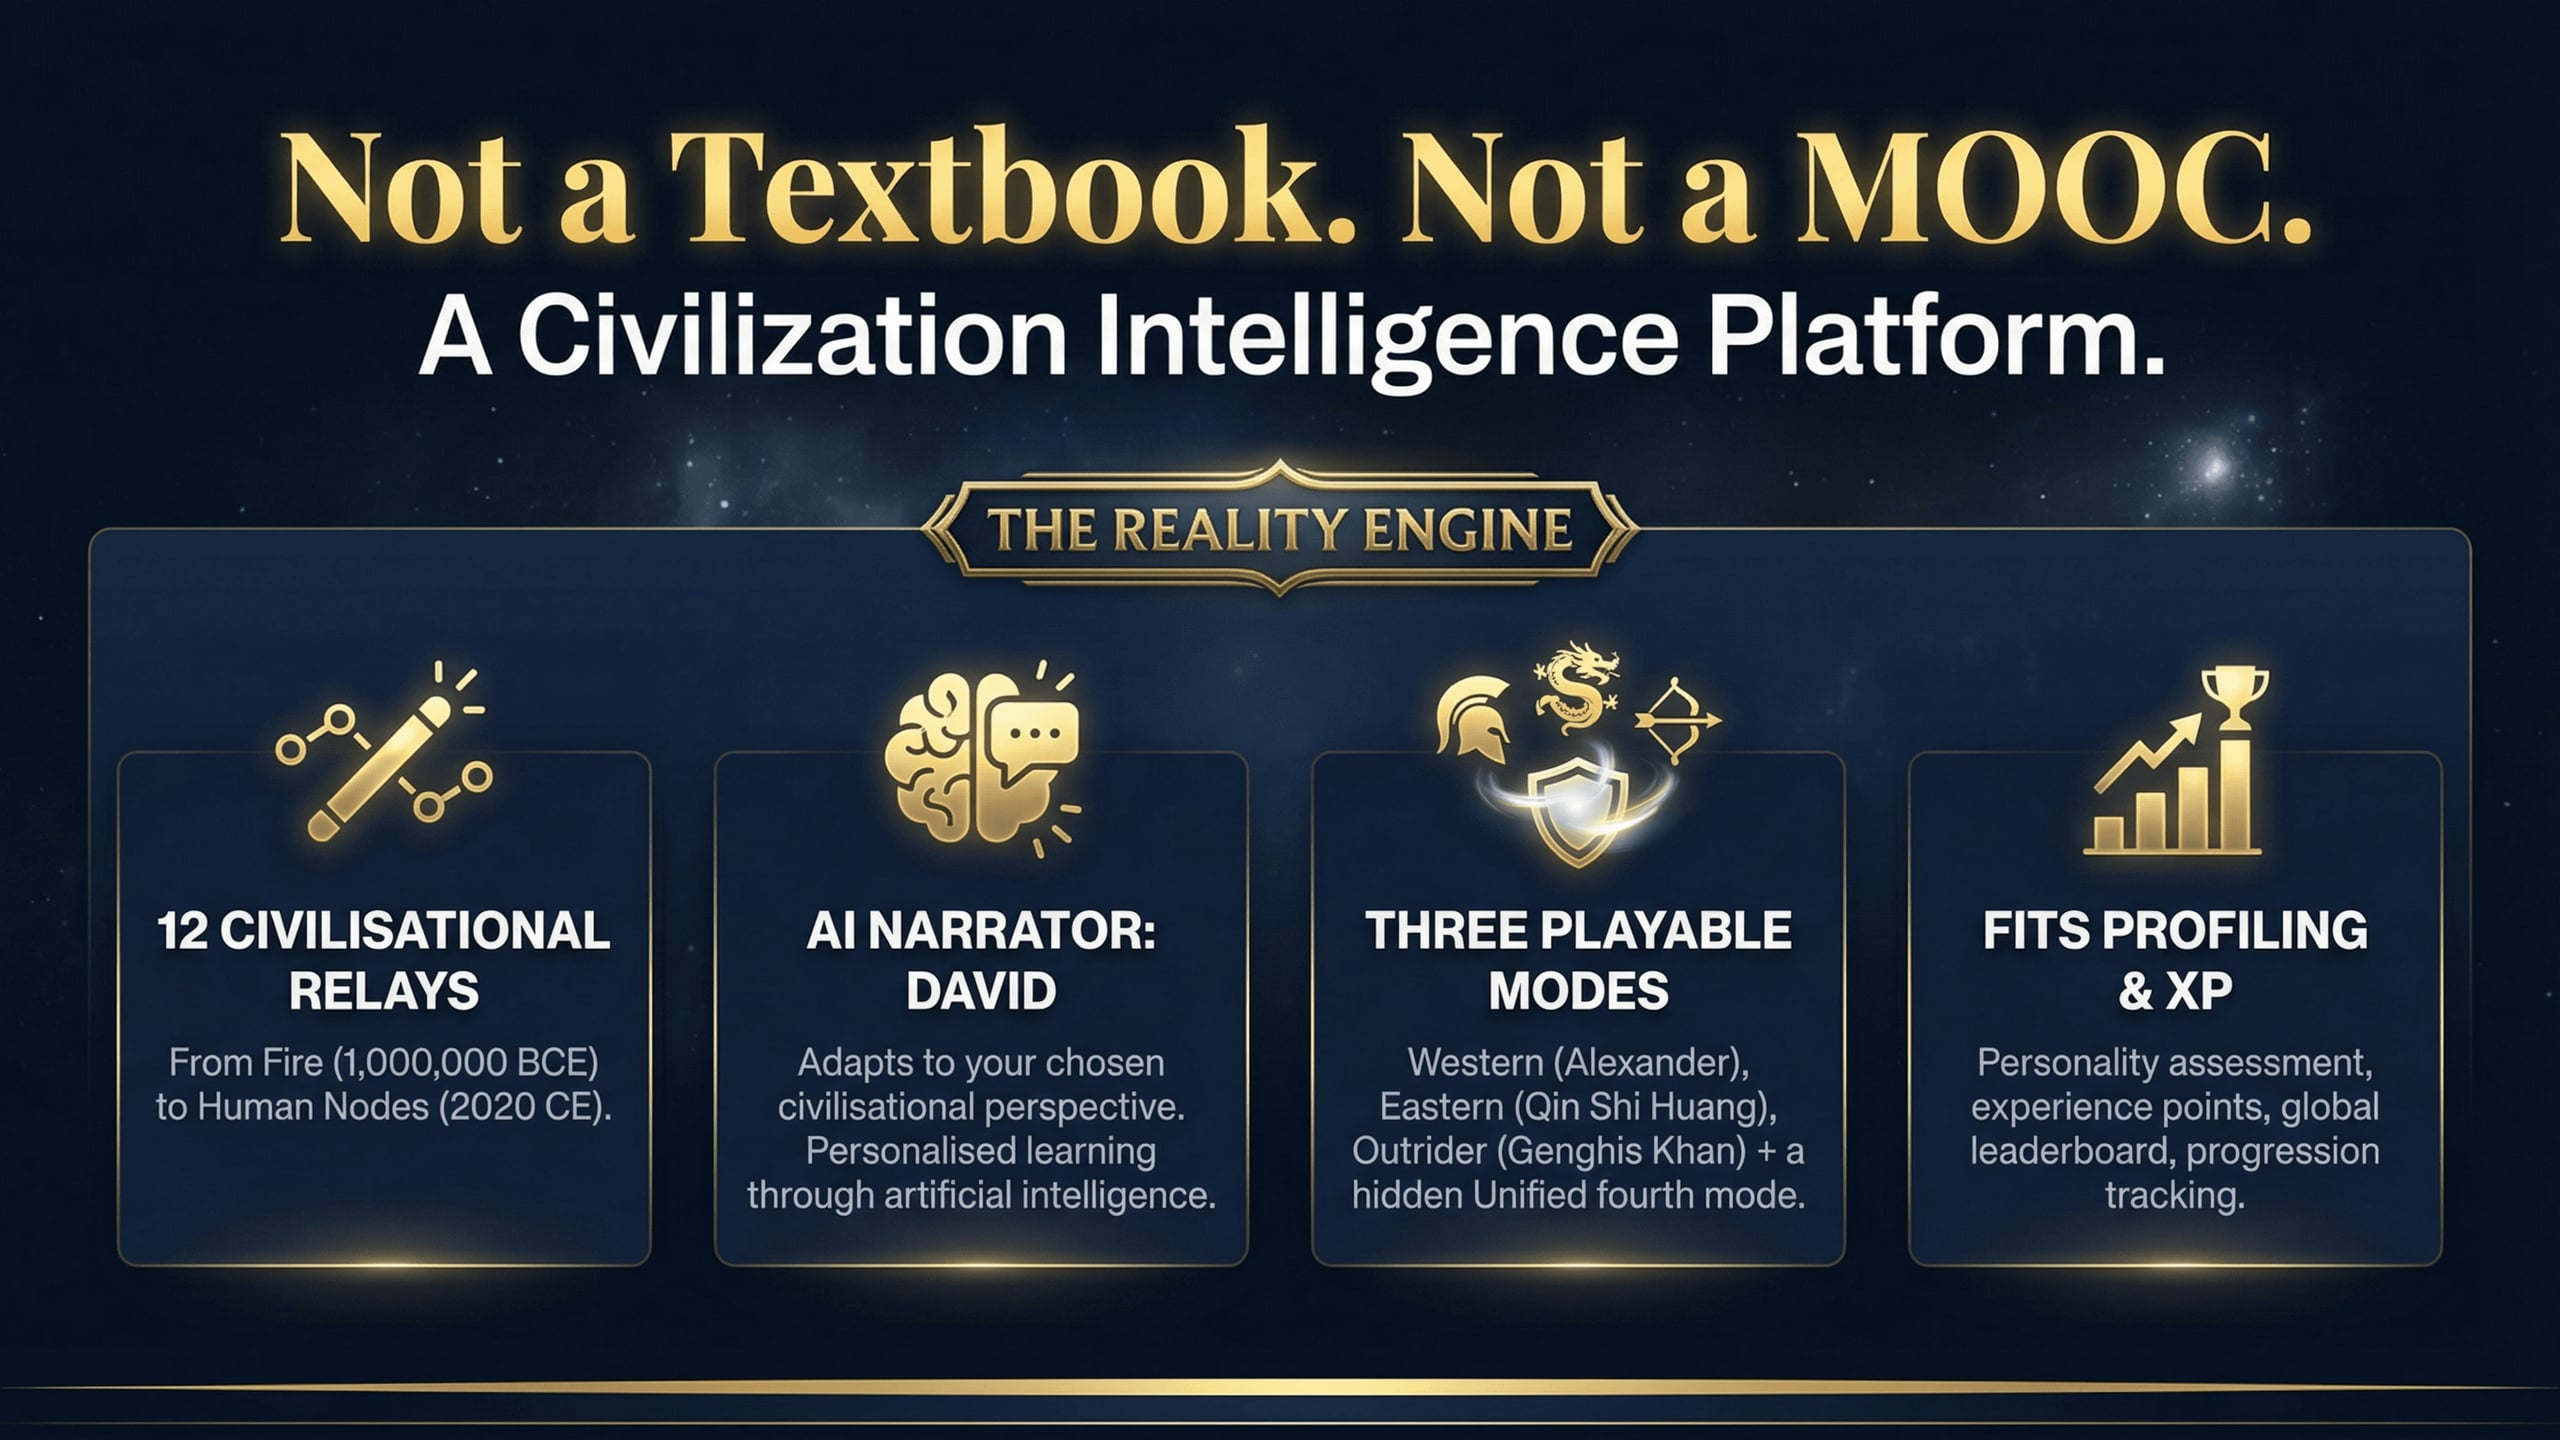 Not a Textbook. Not a MOOC.
A Civilization Intelligence Platform.
THE REALITY ENGINE
12 CIVILISATIONAL
RELAYS
From Fire (1,000,000 BCE)
to Human Nodes (2020 CE).
AI NARRATOR:
DAVID
Adapts to your chosen
civilisational perspective.
Personalised learning
through artificial intelligence.
THREE PLAYABLE
MODES
Western (Alexander),
Eastern (Qin Shi Huang),
Outrider (Genghis Khan) + a
hidden Unified fourth mode.
FITS PROFILING
& XP
Personality assessment,
experience points, global
leaderboard, progression
tracking.